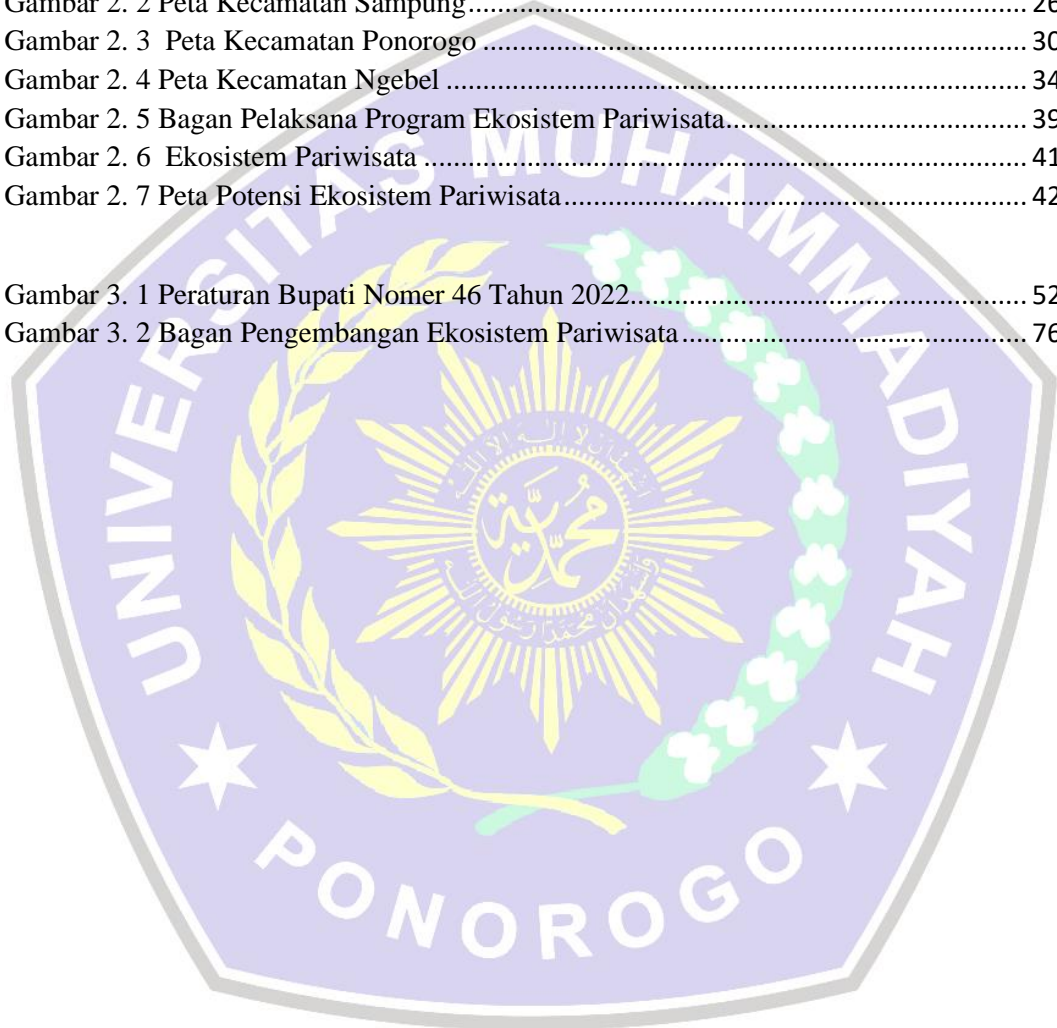 Gambar 2. 2 Peta Kecamatan Sampung........................................................................ 26
Gambar 2. 3  Peta Kecamatan Ponorogo ...................................................................... 30
Gambar 2. 4 Peta Kecamatan Ngebel ........................................................................... 34
Gambar 2. 5 Bagan Pelaksana Program Ekosistem Pariwisata....................................... 39
Gambar 2. 6  Ekosistem Pariwisata .............................................................................. 41
Gambar 2. 7 Peta Potensi Ekosistem Pariwisata............................................................ 42
Gambar 3. 1 Peraturan Bupati Nomer 46 Tahun 2022 ................................................... 52
Gambar 3. 2 Bagan Pengembangan Ekosistem Pariwisata ............................................. 76
UNIVERSITAS MUHAMMADIYAH
PONOROGO